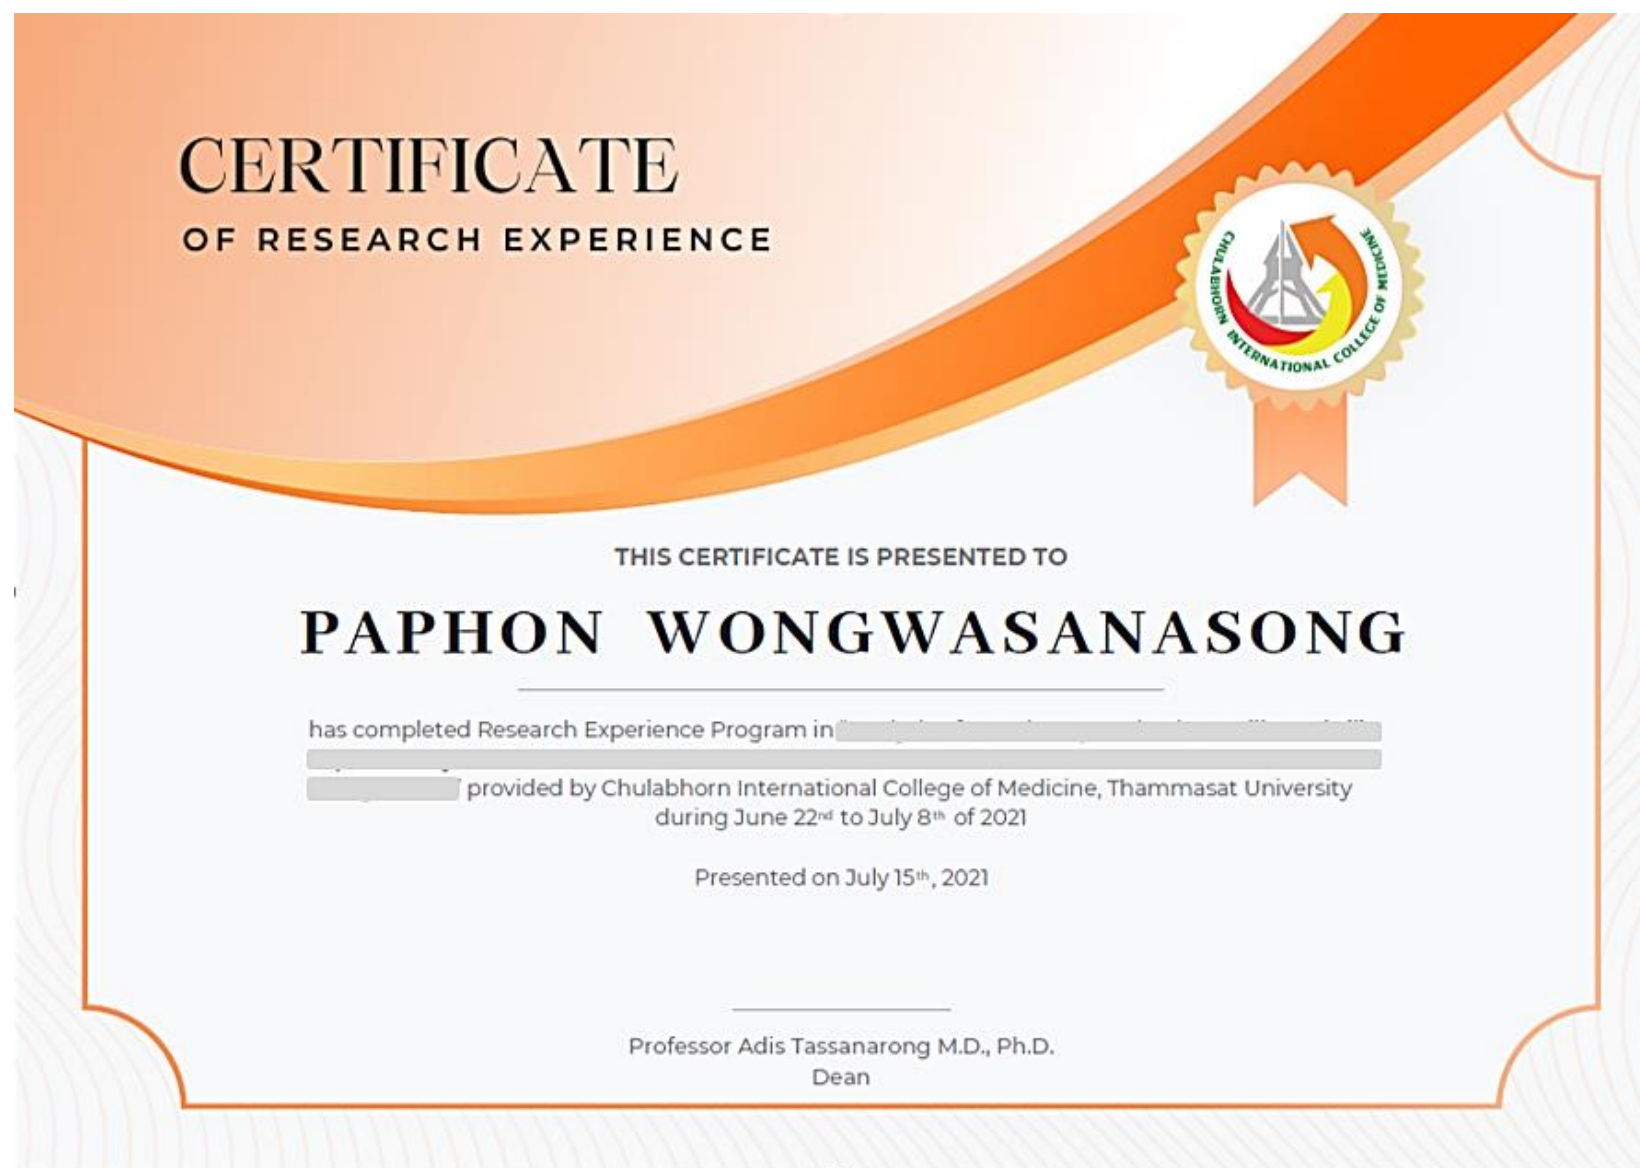 CERTIFICATE
OF RESEARCH EXPERIENCE
CHULABHORN INTERNATIONAL COLLEGE OF MEDICINE
THIS CERTIFICATE IS PRESENTED TO
PAPHON WONGWASANASONG
has completed Research Experience Program in
provided by Chulabhorn International College of Medicine, Thammasat University
during June 22nd to July 8th of 2021
Presented on July 15th, 2021
Professor Adis Tassanarong M.D., Ph.D.
Dean